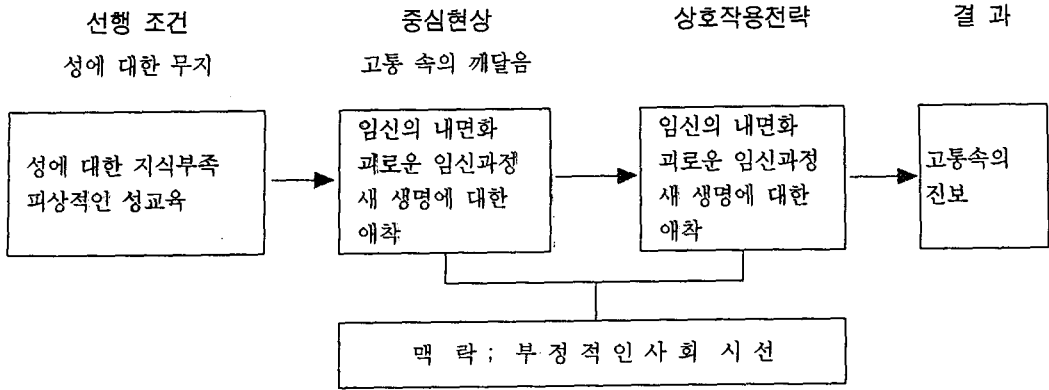 선행 조건
중심현상
상호작용전략
결 과
성에 대한 무지
고통 속의 깨달음
성에 대한 지식부족
피상적인 성교육
임신의 내면화
괴로운 임신과정
새 생명에 대한
애착
임신의 내면화
괴로운 임신과정
새 생명에 대한
애착
고통속의
진보
맥 락 ; 부 정 적 인 사 회 시 선